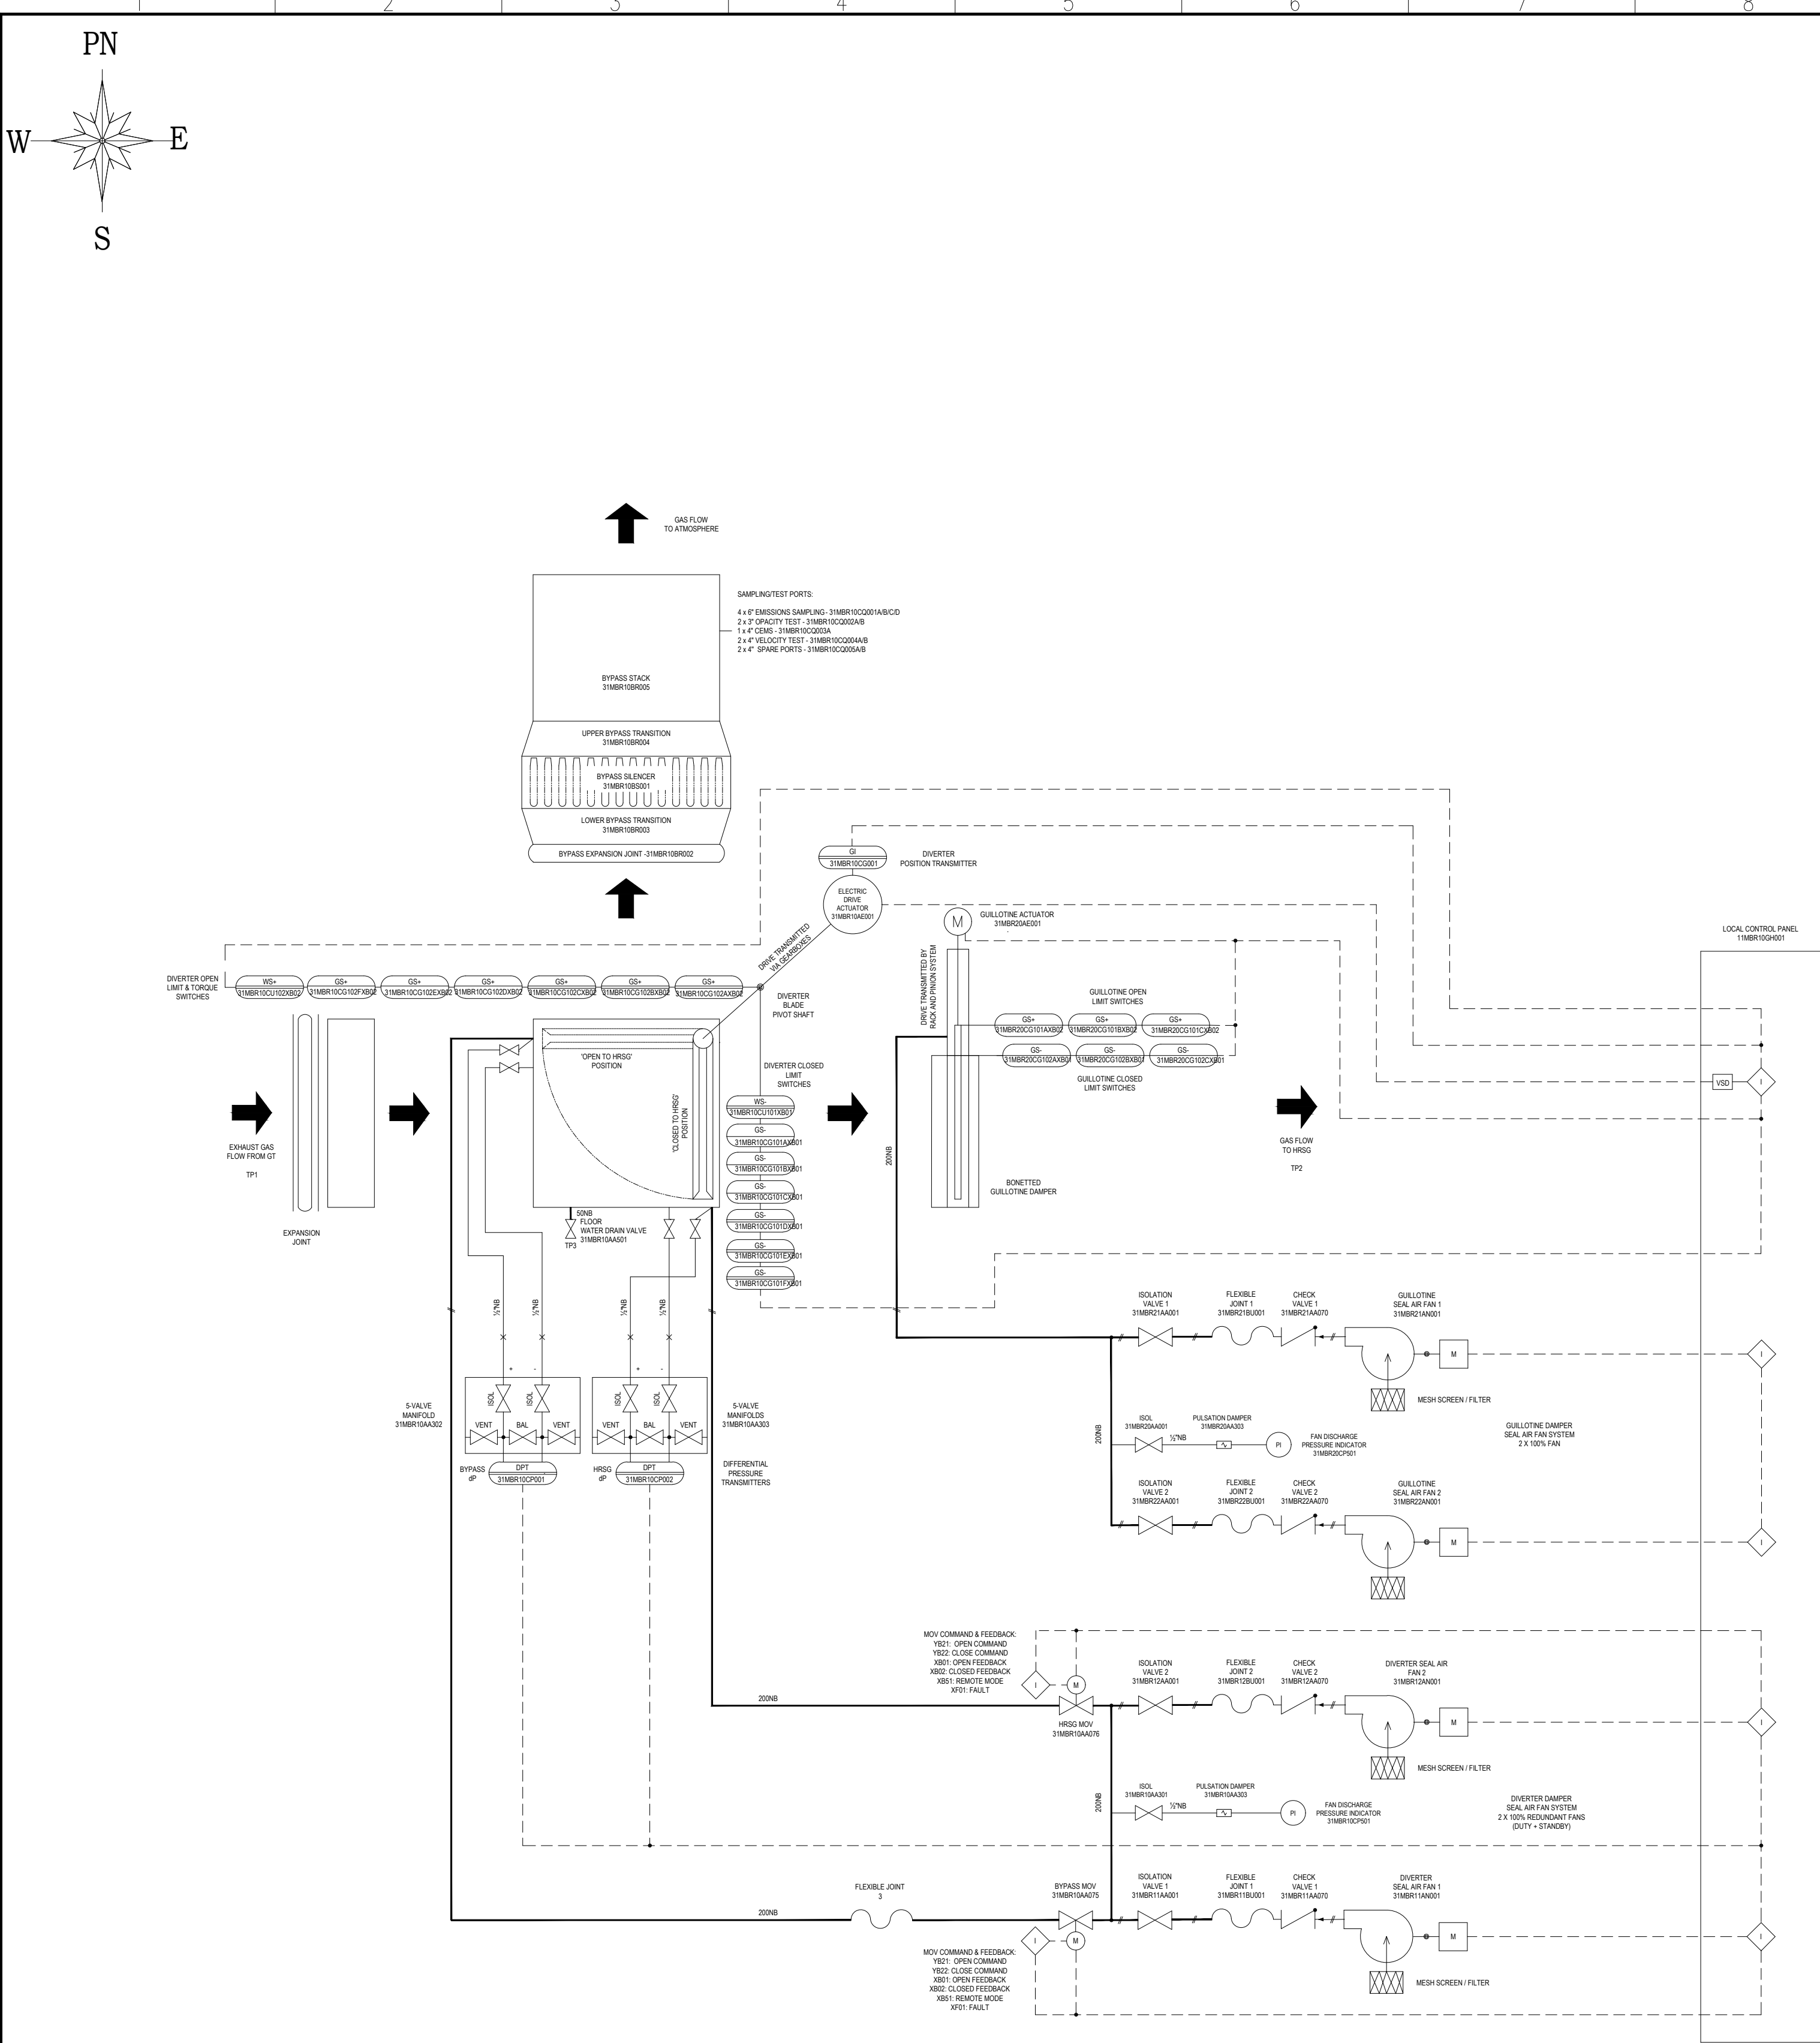 2
3
4
5
6
7
8
PN
W
E
S
GAS FLOW
TO ATMOSPHERE
SAMPLING/TEST PORTS:
4 x 6" EMISSIONS SAMPLING- 31MBR10CQ001A/B/C/D
2 x 3" OPACITY TEST - 31MBR10CQ002A/B
1 x 4" CEMS - 31MBR10CQ003A
2 x 4" VELOCITY TEST - 31MBR10CQ004A/B
2 x 4" SPARE PORTS - 31MBR10CQ005A/B
BYPASS STACK
31MBR10BR005
UPPER BYPASS TRANSITION
31MBR10BR004
BYPASS SILENCER
31MBR10BS001
LOWER BYPASS TRANSITION
31MBR10BR003
BYPASS EXPANSION JOINT -31MBR10BR002
GI
31MBR10CG001
DIVERTER
POSITION TRANSMITTER
ELECTRIC
DRIVE
ACTUATOR
31MBR10AE001
DRIVE TRANSMITTED
VIA GEARBOXES
M
GUILLOTINE ACTUATOR
31MBR20AE001
DRIVE TRANSMITTED BY
RACK AND PINION SYSTEM
LOCAL CONTROL PANEL
11MBR10GH001
DIVERTER OPEN
LIMIT & TORQUE
SWITCHES
WS+
31MBR10CU102XB02
GS+
31MBR10CG102FXB02
GS+
31MBR10CG102EXB02
GS+
31MBR10CG102DXB02
GS+
31MBR10CG102CXB02
GS+
31MBR10CG102BXB02
GS+
31MBR10CG102AXB02
DIVERTER
BLADE
PIVOT SHAFT
GUILLOTINE OPEN
LIMIT SWITCHES
GS+
31MBR20CG101AXB02
GS+
31MBR20CG101BXB02
GS+
31MBR20CG101CXB02
GS-
31MBR20CG102AXB01
GS-
31MBR20CG102BXB01
GS-
31MBR20CG102CXB01
GUILLOTINE CLOSED
LIMIT SWITCHES
'OPEN TO HRSG'
POSITION
'CLOSED TO HRSG'
POSITION
DIVERTER CLOSED
LIMIT
SWITCHES
WS-
31MBR10CU101XB01
GS-
31MBR10CG101AXB01
GS-
31MBR10CG101BXB01
GS-
31MBR10CG101CXB01
GS-
31MBR10CG101DXB01
GS-
31MBR10CG101EXB01
GS-
31MBR10CG101FXB01
VSD
I
EXHAUST GAS
FLOW FROM GT
TP1
EXPANSION
JOINT
GAS FLOW
TO HRSG
TP2
200NB
BONETTED
GUILLOTINE DAMPER
50NB
FLOOR
WATER DRAIN VALVE
31MBR10AA501
TP3
½"NB
½"NB
½"NB
½"NB
+
-
+
-
5-VALVE
MANIFOLD
31MBR10AA302
ISOL
ISOL
VENT
BAL
VENT
ISOL
ISOL
VENT
BAL
VENT
5-VALVE
MANIFOLDS
31MBR10AA303
BYPASS
dP
DPT
31MBR10CP001
HRSG
dP
DPT
31MBR10CP002
DIFFERENTIAL
PRESSURE
TRANSMITTERS
ISOLATION
VALVE 1
31MBR21AA001
FLEXIBLE
JOINT 1
31MBR21BU001
CHECK
VALVE 1
31MBR21AA070
GUILLOTINE
SEAL AIR FAN 1
31MBR21AN001
M
I
MESH SCREEN / FILTER
200NB
ISOL
31MBR20AA001
½"NB
PULSATION DAMPER
31MBR20AA303
PI
FAN DISCHARGE
PRESSURE INDICATOR
31MBR20CP501
GUILLOTINE DAMPER
SEAL AIR FAN SYSTEM
2 X 100% FAN
ISOLATION
VALVE 2
31MBR22AA001
FLEXIBLE
JOINT 2
31MBR22BU001
CHECK
VALVE 2
31MBR22AA070
GUILLOTINE
SEAL AIR FAN 2
31MBR22AN001
M
I
MOV COMMAND & FEEDBACK:
YB21: OPEN COMMAND
YB22: CLOSE COMMAND
XB01: OPEN FEEDBACK
XB02: CLOSED FEEDBACK
XB51: REMOTE MODE
XF01: FAULT
I
M
200NB
HRSG MOV
31MBR10AA076
ISOLATION
VALVE 2
31MBR12AA001
FLEXIBLE
JOINT 2
31MBR12BU001
CHECK
VALVE 2
31MBR12AA070
DIVERTER SEAL AIR
FAN 2
31MBR12AN001
M
I
MESH SCREEN / FILTER
200NB
ISOL
31MBR10AA301
½"NB
PULSATION DAMPER
31MBR10AA303
PI
FAN DISCHARGE
PRESSURE INDICATOR
31MBR10CP501
DIVERTER DAMPER
SEAL AIR FAN SYSTEM
2 X 100% REDUNDANT FANS
(DUTY + STANDBY)
200NB
FLEXIBLE JOINT
3
BYPASS MOV
31MBR10AA075
ISOLATION
VALVE 1
31MBR11AA001
FLEXIBLE
JOINT 1
31MBR11BU001
CHECK
VALVE 1
31MBR11AA070
DIVERTER
SEAL AIR FAN 1
31MBR11AN001
I
M
M
I
MESH SCREEN / FILTER
MOV COMMAND & FEEDBACK:
YB21: OPEN COMMAND
YB22: CLOSE COMMAND
XB01: OPEN FEEDBACK
XB02: CLOSED FEEDBACK
XB51: REMOTE MODE
XF01: FAULT